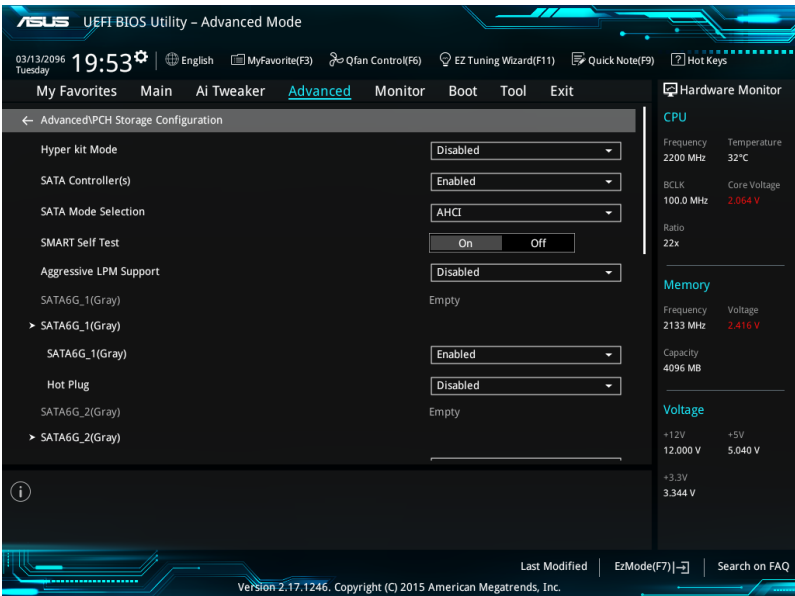 ASUS UEFI BIOS Utility – Advanced Mode
03/13/2096
Tuesday
19:53
English
MyFavorite(F3)
Qfan Control(F6)
EZ Tuning Wizard(F11)
Quick Note(F9)
? Hot Keys
My Favorites Main Ai Tweaker Advanced Monitor Boot Tool Exit
Hardware Monitor
← Advanced\PCH Storage Configuration
Hyper kit Mode Disabled
SATA Controller(s) Enabled
SATA Mode Selection AHCI
SMART Self Test On Off
Aggressive LPM Support Disabled
SATA6G_1(Gray) Empty
> SATA6G_1(Gray)
SATA6G_1(Gray) Enabled
Hot Plug Disabled
SATA6G_2(Gray) Empty
> SATA6G_2(Gray)
CPU
Frequency Temperature
2200 MHz 32°C
BCLK Core Voltage
100.0 MHz 2.064 V
Ratio
22x
Memory
Frequency Voltage
2133 MHz 2.416 V
Capacity
4096 MB
Voltage
+12V +5V
12.000 V 5.040 V
+3.3V
3.344 V
i
Last Modified
EzMode(F7)
Search on FAQ
Version 2.17.1246. Copyright (C) 2015 American Megatrends, Inc.